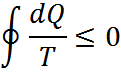 ∮ dQ/T ≤ 0